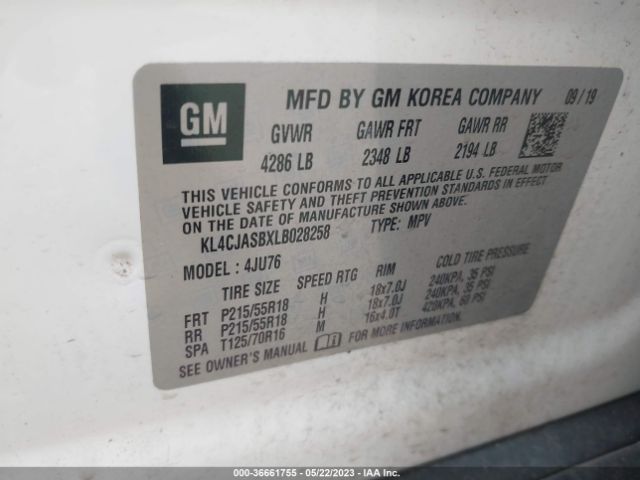 GM
MFD BY GM KOREA COMPANY 09/19
GVWR GAWR FRT GAWR RR
4286 LB 2348 LB 2194 LB
THIS VEHICLE CONFORMS TO ALL APPLICABLE U.S. FEDERAL MOTOR
VEHICLE SAFETY AND THEFT PREVENTION STANDARDS IN EFFECT
ON THE DATE OF MANUFACTURE SHOWN ABOVE.
KL4CJASBXLB028258 TYPE: MPV
MODEL : 4JU76
TIRE SIZE SPEED RTG RIM COLD TIRE PRESSURE
FRT P215/55R18 H 18x7.0J 240KPA, 35 PSI
RR P215/55R18 H 18x7.0J 240KPA, 35 PSI
SPA T125/70R16 M 16x4.0T 420KPA, 60 PSI
SEE OWNER'S MANUAL FOR MORE INFORMATION
000-36661755 - 05/22/2023 - IAA Inc.